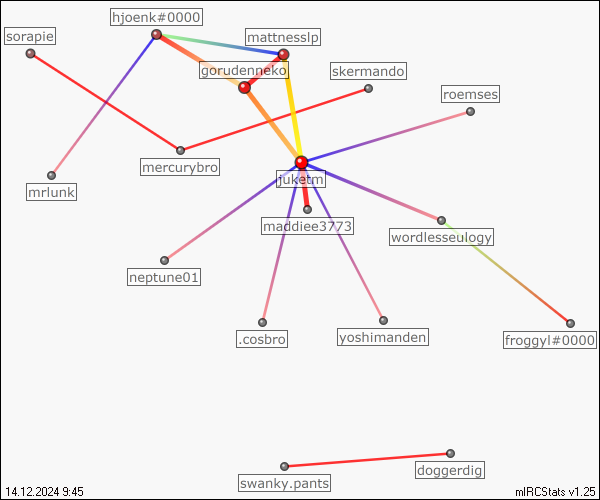 hjoenk#0000
sorapie
mattnesslp
gorudenneko
skermando
roemses
mercurybro
mrlunk
juketm
maddiee3773
wordlesseulogy
neptune01
.cosbro
yoshimanden
froggyl#0000
doggerdig
swanky.pants
14.12.2024 9:45
mIRCStats v1.25